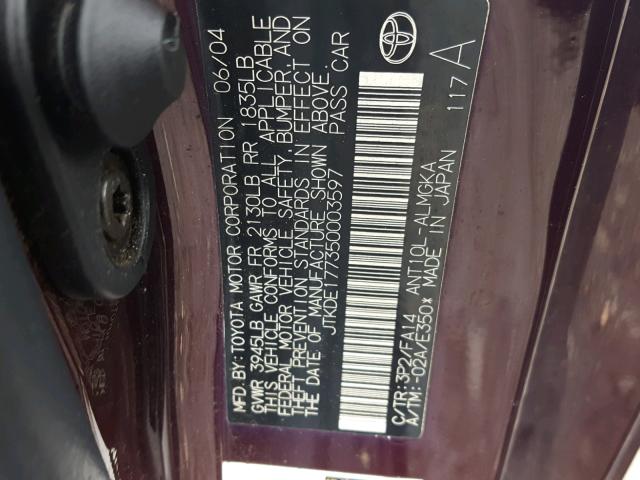 MFD.BY:TOYOTA MOTOR CORPORATION 06/04
GVWR 3945LB GAWR FR 2130LB RR 1835LB
THIS VEHICLE CONFORMS TO ALL APPLICABLE
FEDERAL MOTOR VEHICLE SAFETY, BUMPER, AND
THEFT PREVENTION STANDARDS IN EFFECT ON
THE DATE OF MANUFACTURE SHOWN ABOVE.
JTKDE177350003597 PASS CAR
C/TR:3P2/FA14 ANT10L-ALMGKA
A/TM:-02A/E350* MADE IN JAPAN
117A